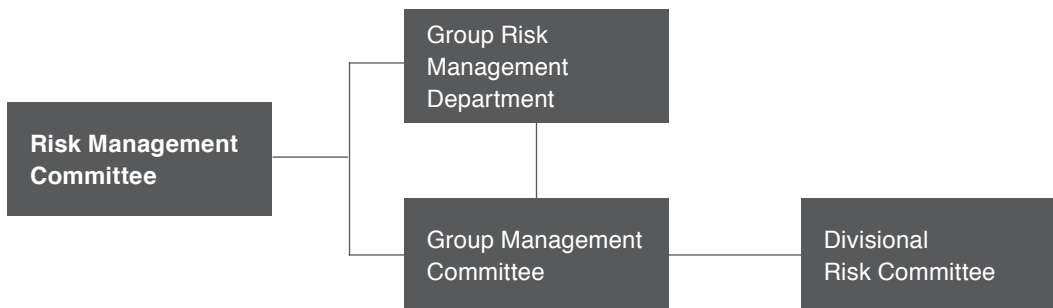 Group Risk
Management
Department
Risk Management
Committee
Group Management
Committee
Divisional
Risk Committee